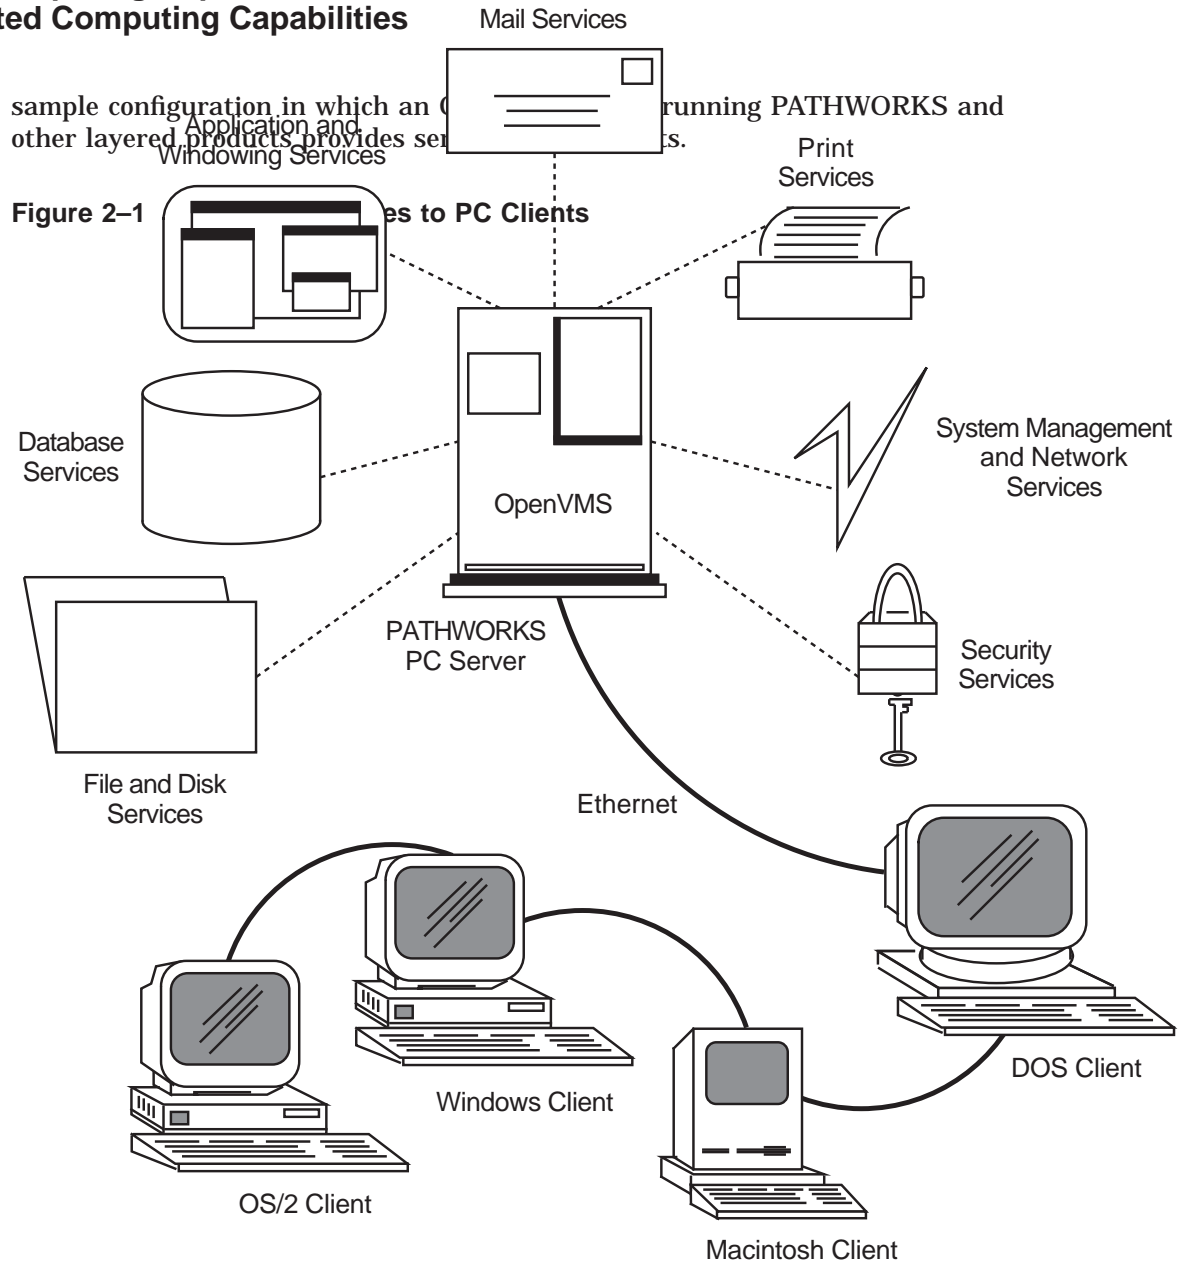 ted Computing Capabilities
Mail Services
sample configuration in which an running PATHWORKS and
other layered products provides ts.
Application and
Windowing Services
Print
Services
Figure 2–1 es to PC Clients
Database
Services
System Management
and Network
Services
OpenVMS
PATHWORKS
PC Server
Security
Services
File and Disk
Services
Ethernet
DOS Client
Windows Client
OS/2 Client
Macintosh Client